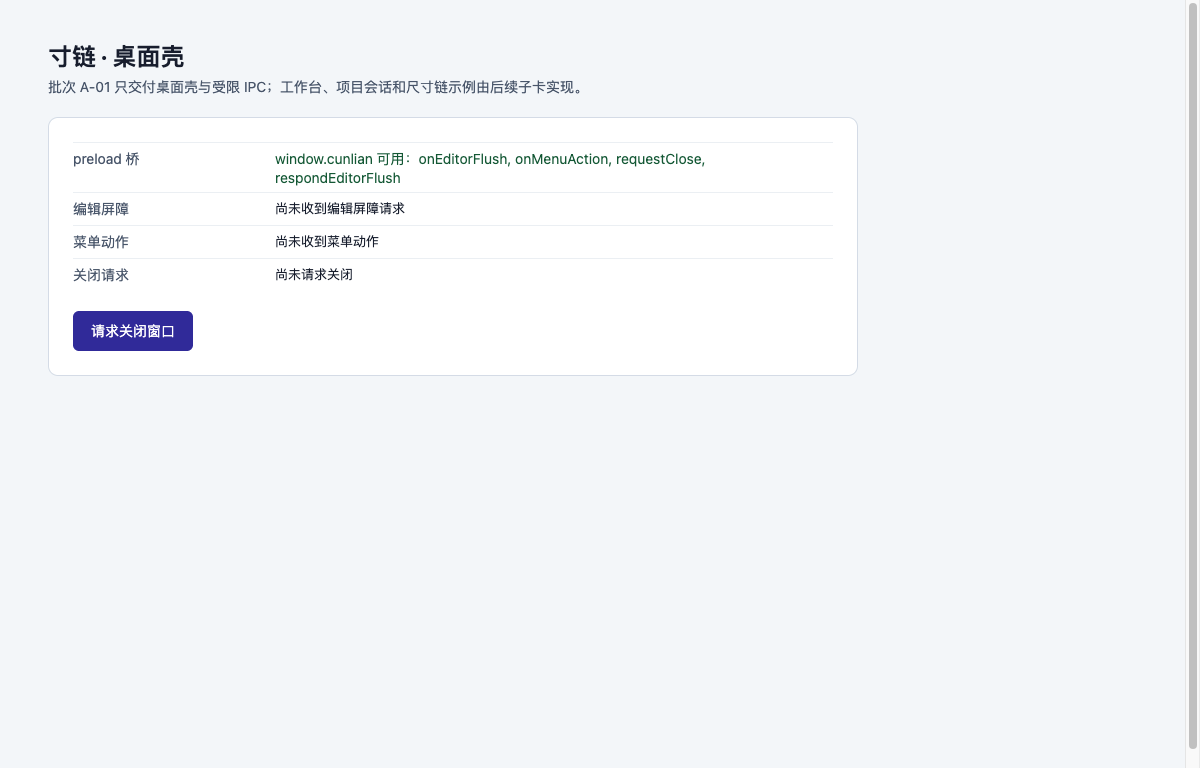 寸链 · 桌面壳
批次 A-01 只交付桌面壳与受限 IPC；工作台、项目会话和尺寸链示例由后续子卡实现。
preload 桥
window.cunlian 可用：onEditorFlush, onMenuAction, requestClose,
respondEditorFlush
编辑屏障
尚未收到编辑屏障请求
菜单动作
尚未收到菜单动作
关闭请求
尚未请求关闭
请求关闭窗口